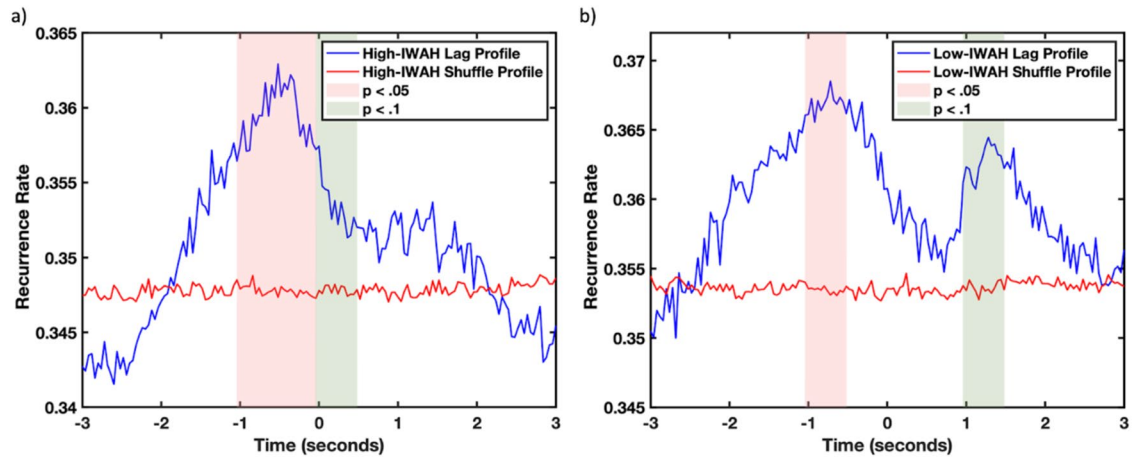 a)
0.365
0.36
0.355
0.35
0.345
0.34
Recurrence Rate
High-IWAH Lag Profile
High-IWAH Shuffle Profile
p < .05
p < .1
-3 -2 -1 0 1 2 3
Time (seconds)
b)
0.37
0.365
0.36
0.355
0.35
0.345
Recurrence Rate
Low-IWAH Lag Profile
Low-IWAH Shuffle Profile
p < .05
p < .1
-3 -2 -1 0 1 2 3
Time (seconds)